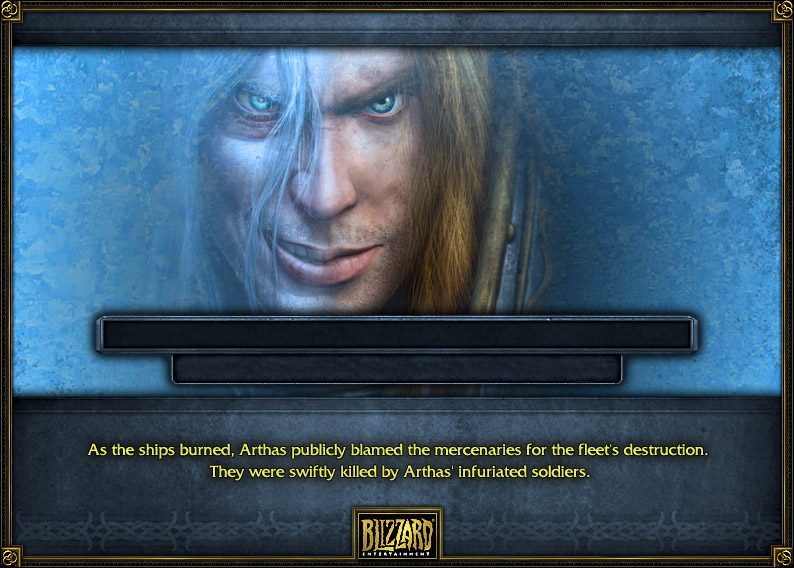 As the ships burned, Arthas publicly blamed the mercenaries for the fleet's destruction.
They were swiftly killed by Arthas' infuriated soldiers.
BLIZZARD
ENTERTAINMENT